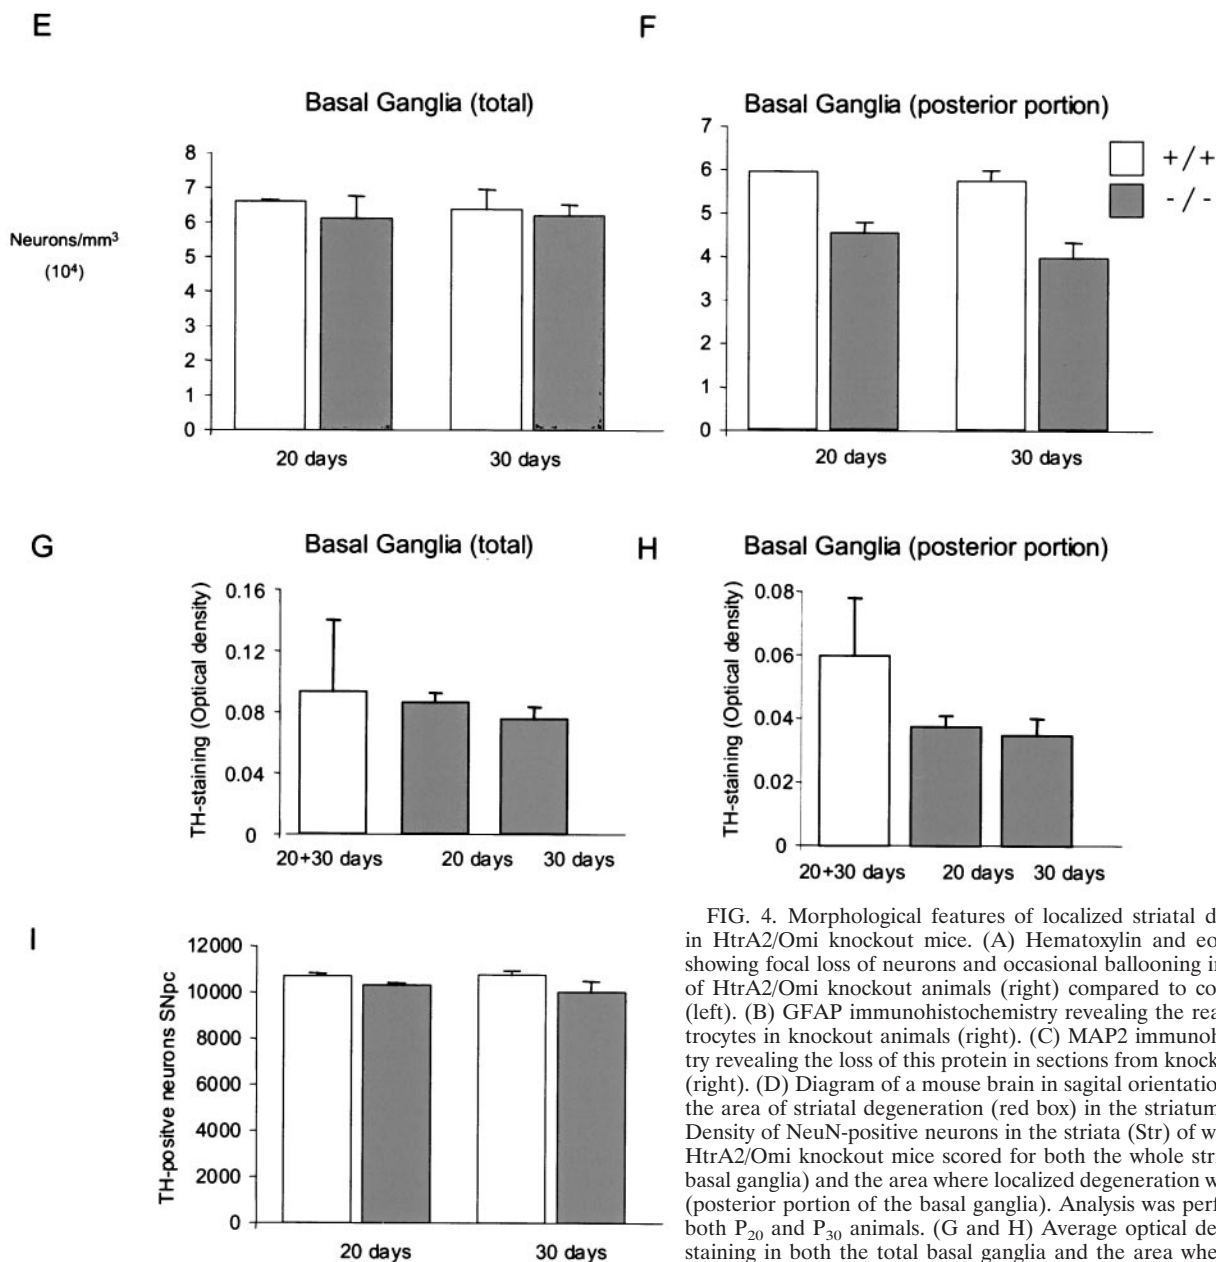 E
F
Basal Ganglia (total)
Basal Ganglia (posterior portion)
Neurons/mm³
(10⁴)
8
7
6
5
4
3
2
1
0
20 days
30 days
7
6
5
4
3
2
1
0
20 days
30 days
+/+
-/-
G
Basal Ganglia (total)
TH-staining (Optical density)
0.16
0.12
0.08
0.04
0
20+30 days
20 days
30 days
H
Basal Ganglia (posterior portion)
TH-staining (Optical density)
0.08
0.06
0.04
0.02
0
20+30 days
20 days
30 days
I
TH-positve neurons SNpc
12000
10000
8000
6000
4000
2000
0
20 days
30 days
FIG. 4. Morphological features of localized striatal d
in HtrA2/Omi knockout mice. (A) Hematoxylin and eo
showing focal loss of neurons and occasional ballooning i
of HtrA2/Omi knockout animals (right) compared to co
(left). (B) GFAP immunohistochemistry revealing the rea
trocytes in knockout animals (right). (C) MAP2 immunoh
try revealing the loss of this protein in sections from knock
(right). (D) Diagram of a mouse brain in sagital orientatio
the area of striatal degeneration (red box) in the striatum
Density of NeuN-positive neurons in the striata (Str) of w
HtrA2/Omi knockout mice scored for both the whole stri
basal ganglia) and the area where localized degeneration w
(posterior portion of the basal ganglia). Analysis was perf
both P₂₀ and P₃₀ animals. (G and H) Average optical de
staining in both the total basal ganglia and the area whe